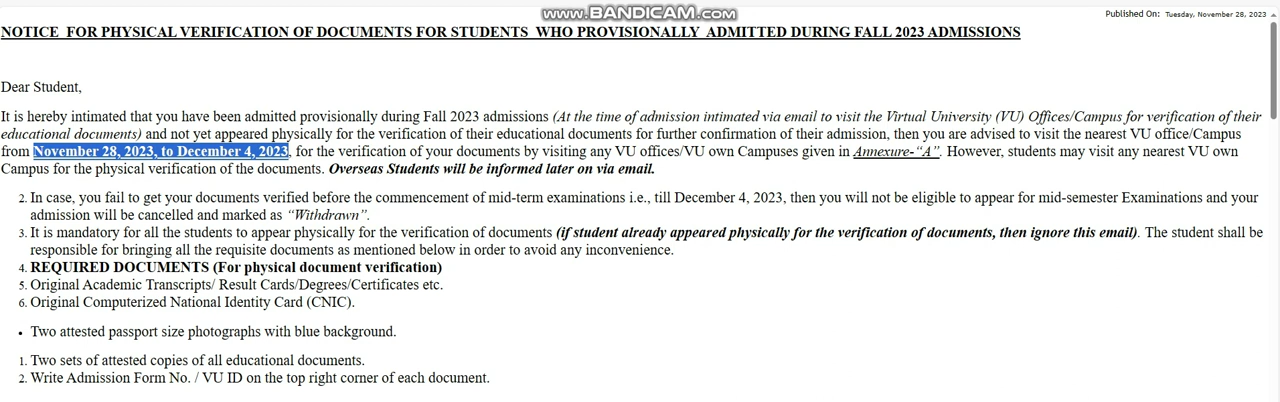 www.BANDICAM.com
Published On: Tuesday, November 28, 2023
NOTICE FOR PHYSICAL VERIFICATION OF DOCUMENTS FOR STUDENTS WHO PROVISIONALLY ADMITTED DURING FALL 2023 ADMISSIONS
Dear Student,
It is hereby intimated that you have been admitted provisionally during Fall 2023 admissions (At the time of admission intimated via email to visit the Virtual University (VU) Offices/Campus for verification of their
educational documents) and not yet appeared physically for the verification of their educational documents for further confirmation of their admission, then you are advised to visit the nearest VU office/Campus
from November 28, 2023, to December 4, 2023, for the verification of your documents by visiting any VU offices/VU own Campuses given in Annexure-“A”. However, students may visit any nearest VU own
Campus for the physical verification of the documents. Overseas Students will be informed later on via email.
2. In case, you fail to get your documents verified before the commencement of mid-term examinations i.e., till December 4, 2023, then you will not be eligible to appear for mid-semester Examinations and your
admission will be cancelled and marked as “Withdrawn”.
3. It is mandatory for all the students to appear physically for the verification of documents (if student already appeared physically for the verification of documents, then ignore this email). The student shall be
responsible for bringing all the requisite documents as mentioned below in order to avoid any inconvenience.
4. REQUIRED DOCUMENTS (For physical document verification)
5. Original Academic Transcripts/ Result Cards/Degrees/Certificates etc.
6. Original Computerized National Identity Card (CNIC).
• Two attested passport size photographs with blue background.
1. Two sets of attested copies of all educational documents.
2. Write Admission Form No. / VU ID on the top right corner of each document.